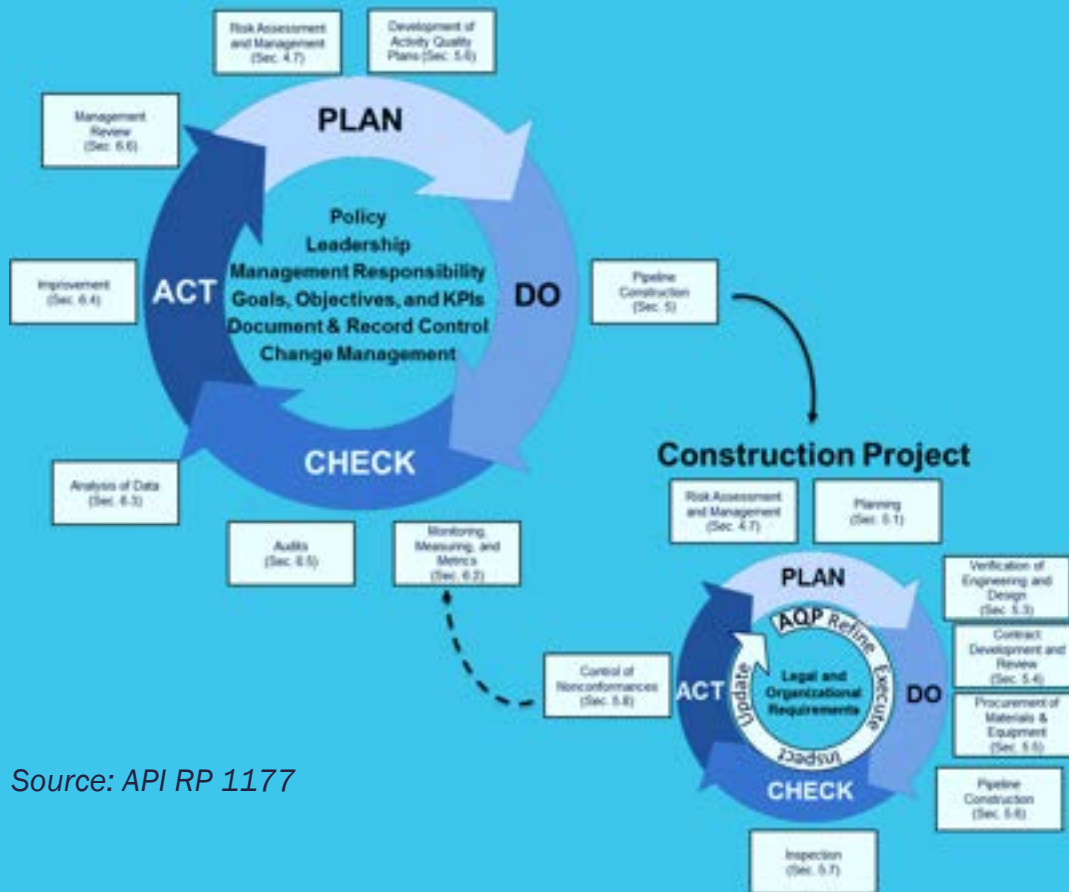 Risk Assessment
and Management
(Sec. 4.7)
Development of
Activity Quality
Plans (Sec. 5.6)
Management
Review
(Sec. 6.6)
PLAN
Policy
Leadership
Management Responsibility
Goals, Objectives, and KPIs
Document & Record Control
Change Management
Improvement
(Sec. 6.4)
ACT
DO
Pipeline
Construction
(Sec. 5)
CHECK
Analysis of Data
(Sec. 6.3)
Audits
(Sec. 6.5)
Monitoring,
Measuring, and
Metrics
(Sec. 6.2)
Construction Project
Risk Assessment
and Management
(Sec. 4.7)
Planning
(Sec. 5.1)
PLAN
Verification of
Engineering and
Design
(Sec. 5.3)
AQP Refine Execute Inspect Update
Legal and
Organizational
Requirements
Contract
Development and
Review
(Sec. 5.4)
Control of
Nonconformances
(Sec. 5.8)
ACT
DO
Procurement of
Materials &
Equipment
(Sec. 5.5)
CHECK
Pipeline
Construction
(Sec. 5.6)
Inspection
(Sec. 5.7)
Source: API RP 1177